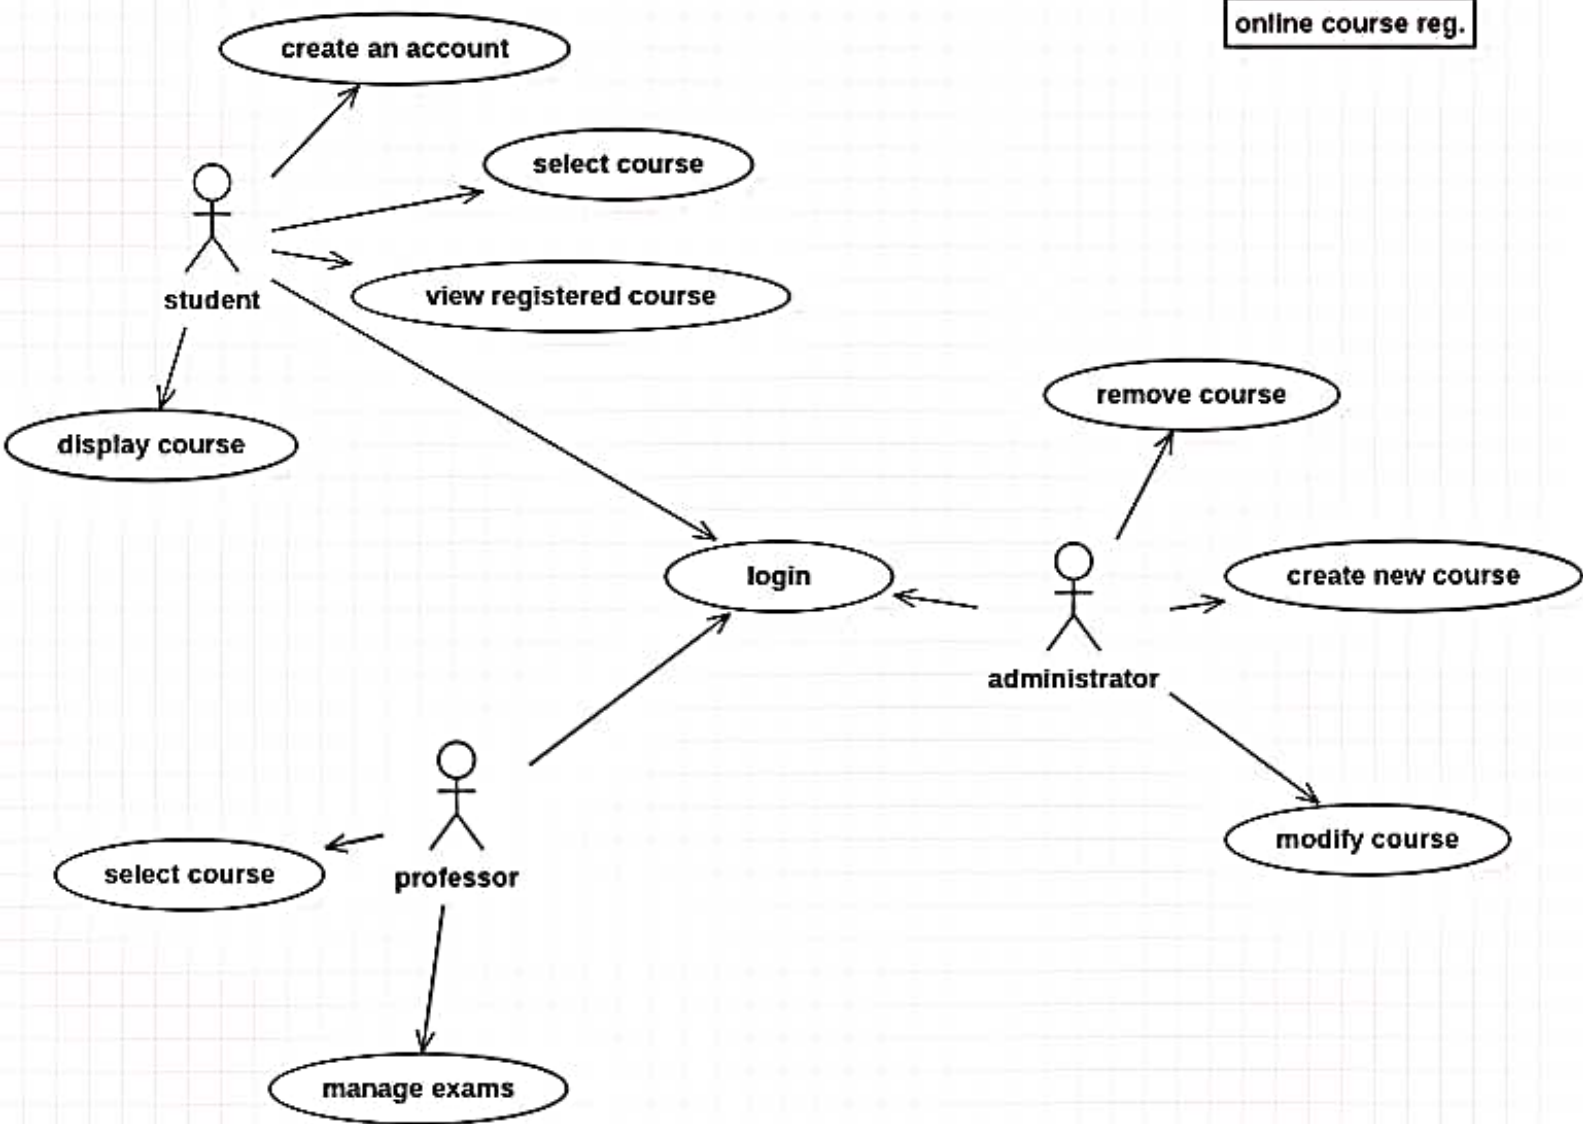 online course reg.
create an account
select course
view registered course
student
display course
remove course
login
create new course
administrator
modify course
select course
professor
manage exams